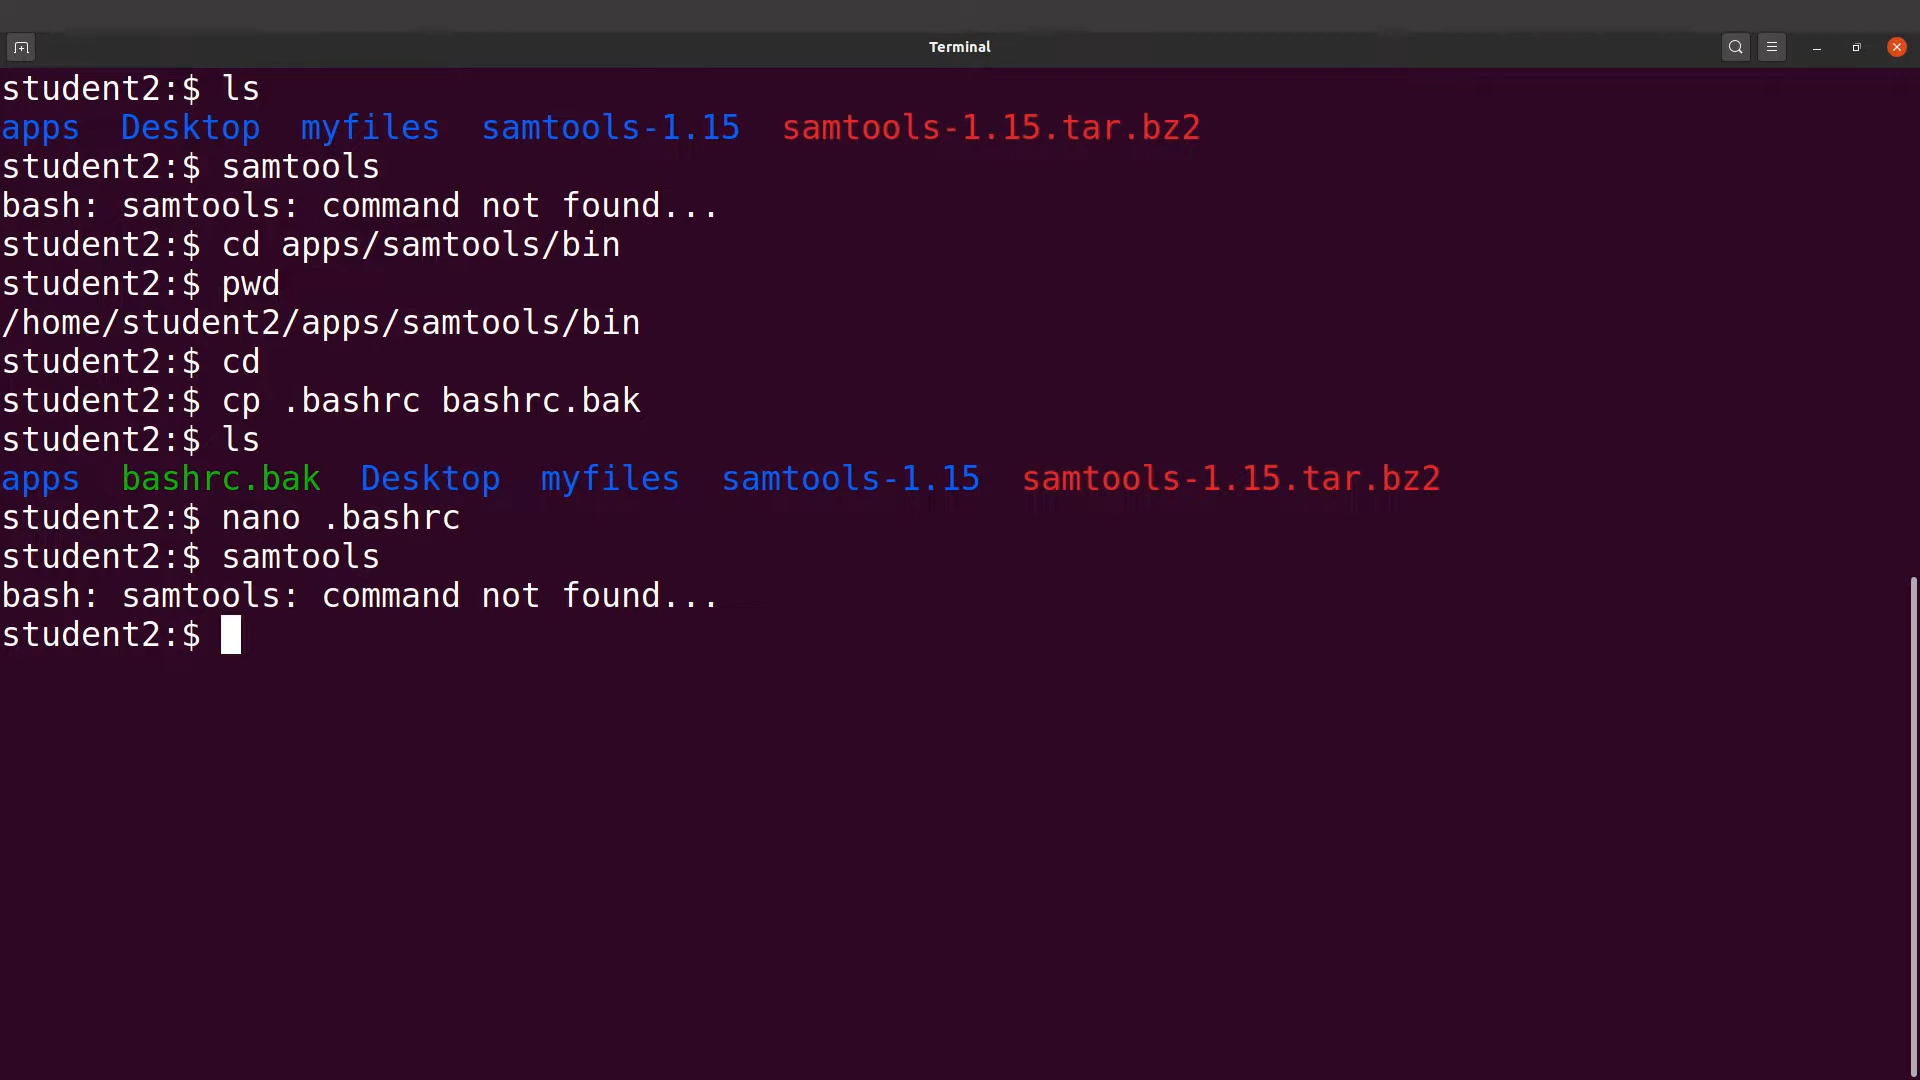 Terminal
student2:$ ls
apps  Desktop  myfiles  samtools-1.15  samtools-1.15.tar.bz2
student2:$ samtools
bash: samtools: command not found...
student2:$ cd apps/samtools/bin
student2:$ pwd
/home/student2/apps/samtools/bin
student2:$ cd
student2:$ cp .bashrc bashrc.bak
student2:$ ls
apps  bashrc.bak  Desktop  myfiles  samtools-1.15  samtools-1.15.tar.bz2
student2:$ nano .bashrc
student2:$ samtools
bash: samtools: command not found...
student2:$